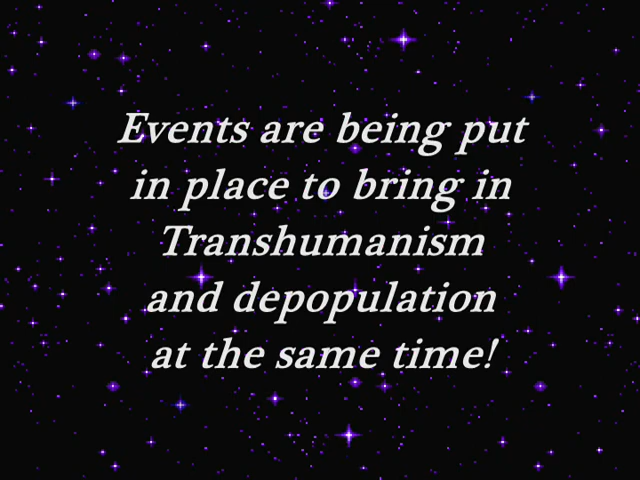 Events are being put
in place to bring in
Transhumanism
and depopulation
at the same time!